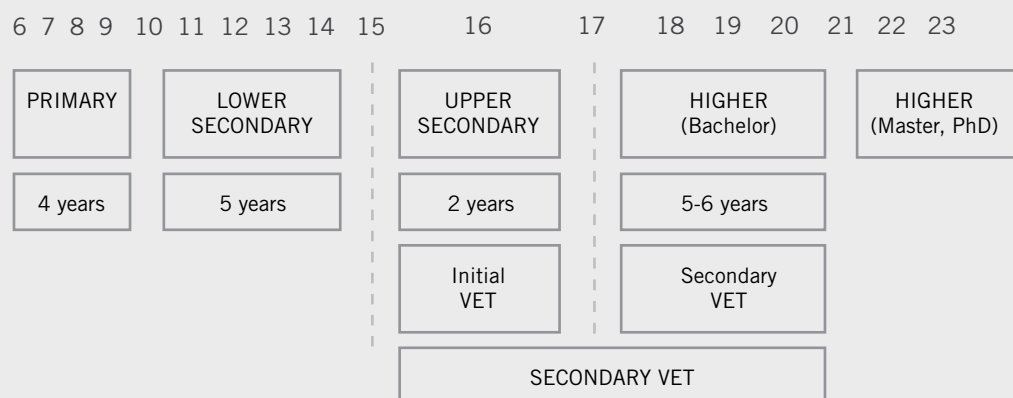 6 7 8 9 10 11 12 13 14 15 16 17 18 19 20 21 22 23
PRIMARY
LOWER
SECONDARY
UPPER
SECONDARY
HIGHER
(Bachelor)
HIGHER
(Master, PhD)
4 years
5 years
2 years
5-6 years
Initial
VET
Secondary
VET
SECONDARY VET